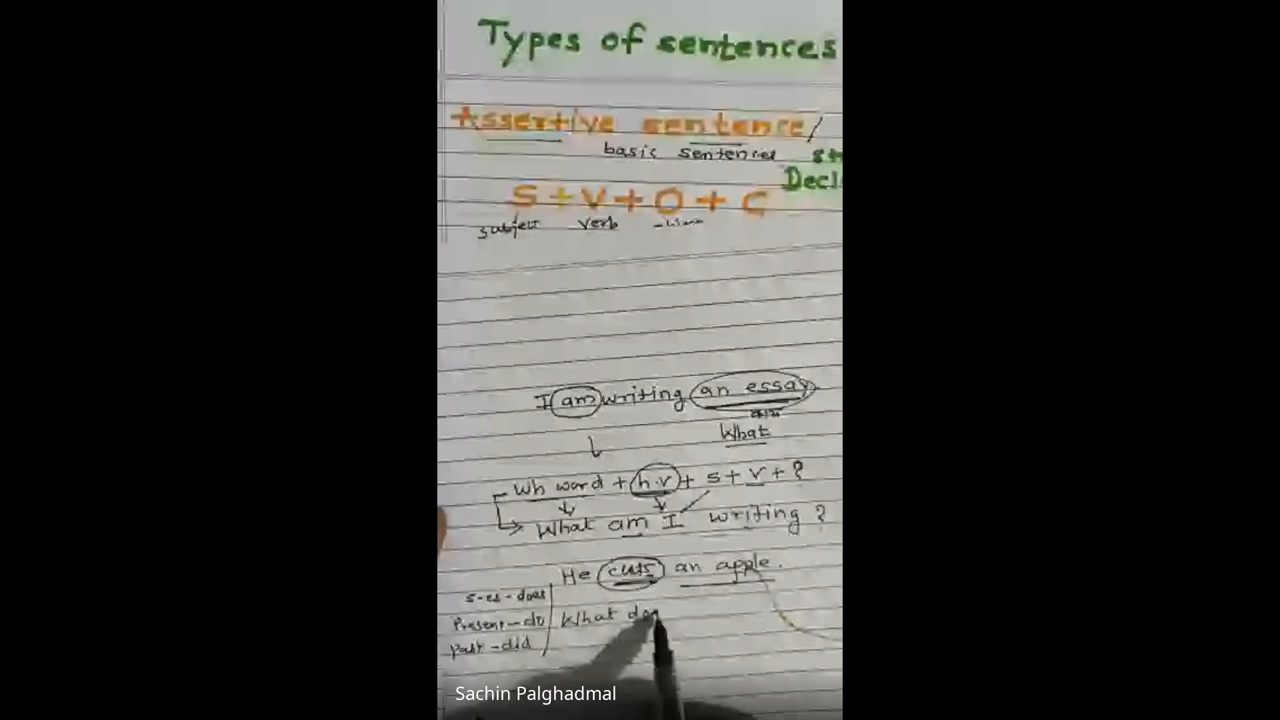 Types of sentences
Assertive sentence/
basic sentences
Decl
S + V + O + C
subject verb
I am writing an essay.
What
Wh word + h.v + S + V + ?
What am I writing ?
He cuts an apple.
s-es-does
Present-do
What do
Past-did
Sachin Palghadmal